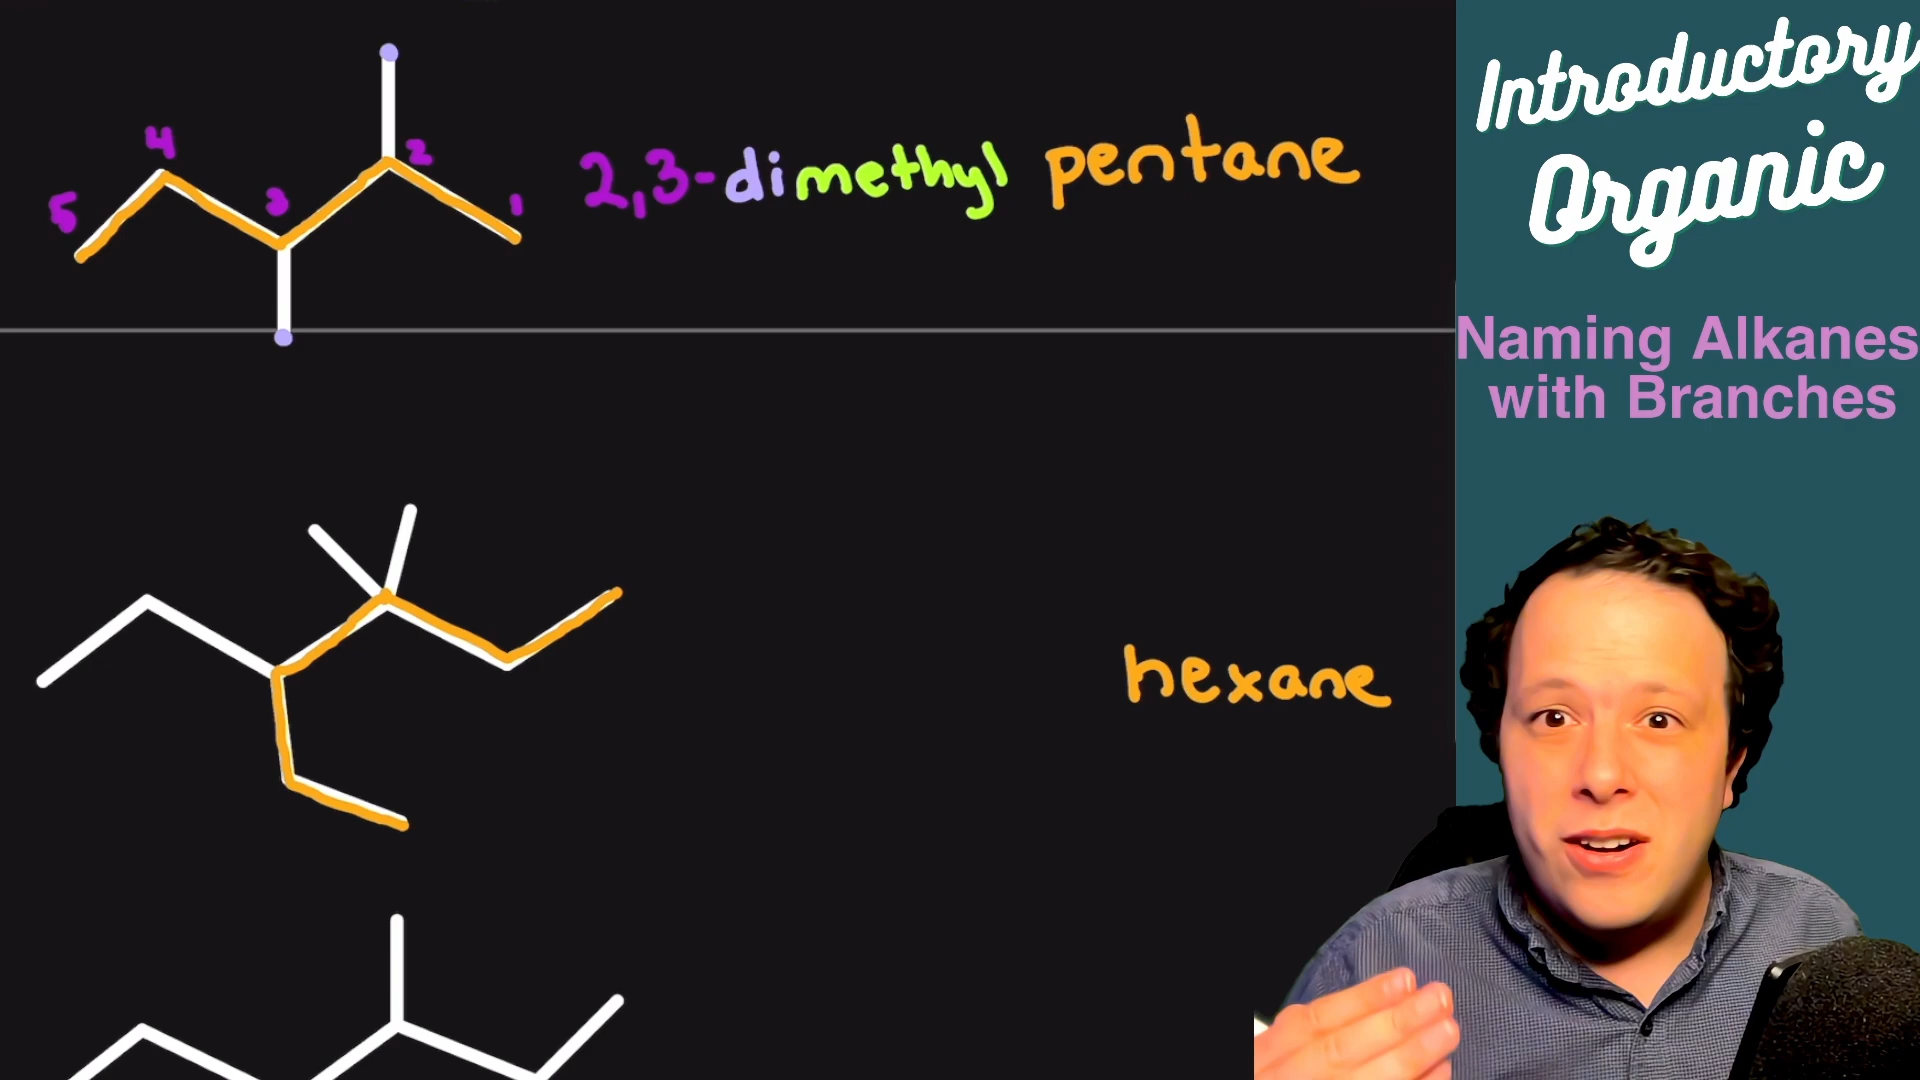 Introductory
Organic
Naming Alkanes
with Branches
4
2
5
3
1
2,3-dimethyl pentane
hexane